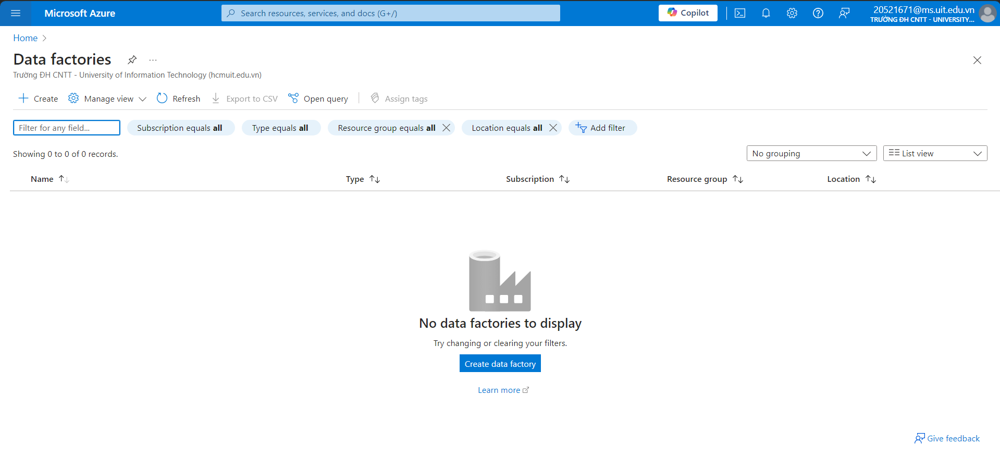 Microsoft Azure
Search resources, services, and docs (G+/)
Copilot
20521671@ms.uit.edu.vn
TRƯỜNG ĐH CNTT - UNIVERSITY...
Home
Data factories
...
Trường ĐH CNTT - University of Information Technology (hcmuit.edu.vn)
Create Manage view Refresh Export to CSV Open query Assign tags
Filter for any field... Subscription equals all Type equals all Resource group equals all Location equals all Add filter
Showing 0 to 0 of 0 records. No grouping List view
Name Type Subscription Resource group Location
No data factories to display
Try changing or clearing your filters.
Create data factory
Learn more
Give feedback